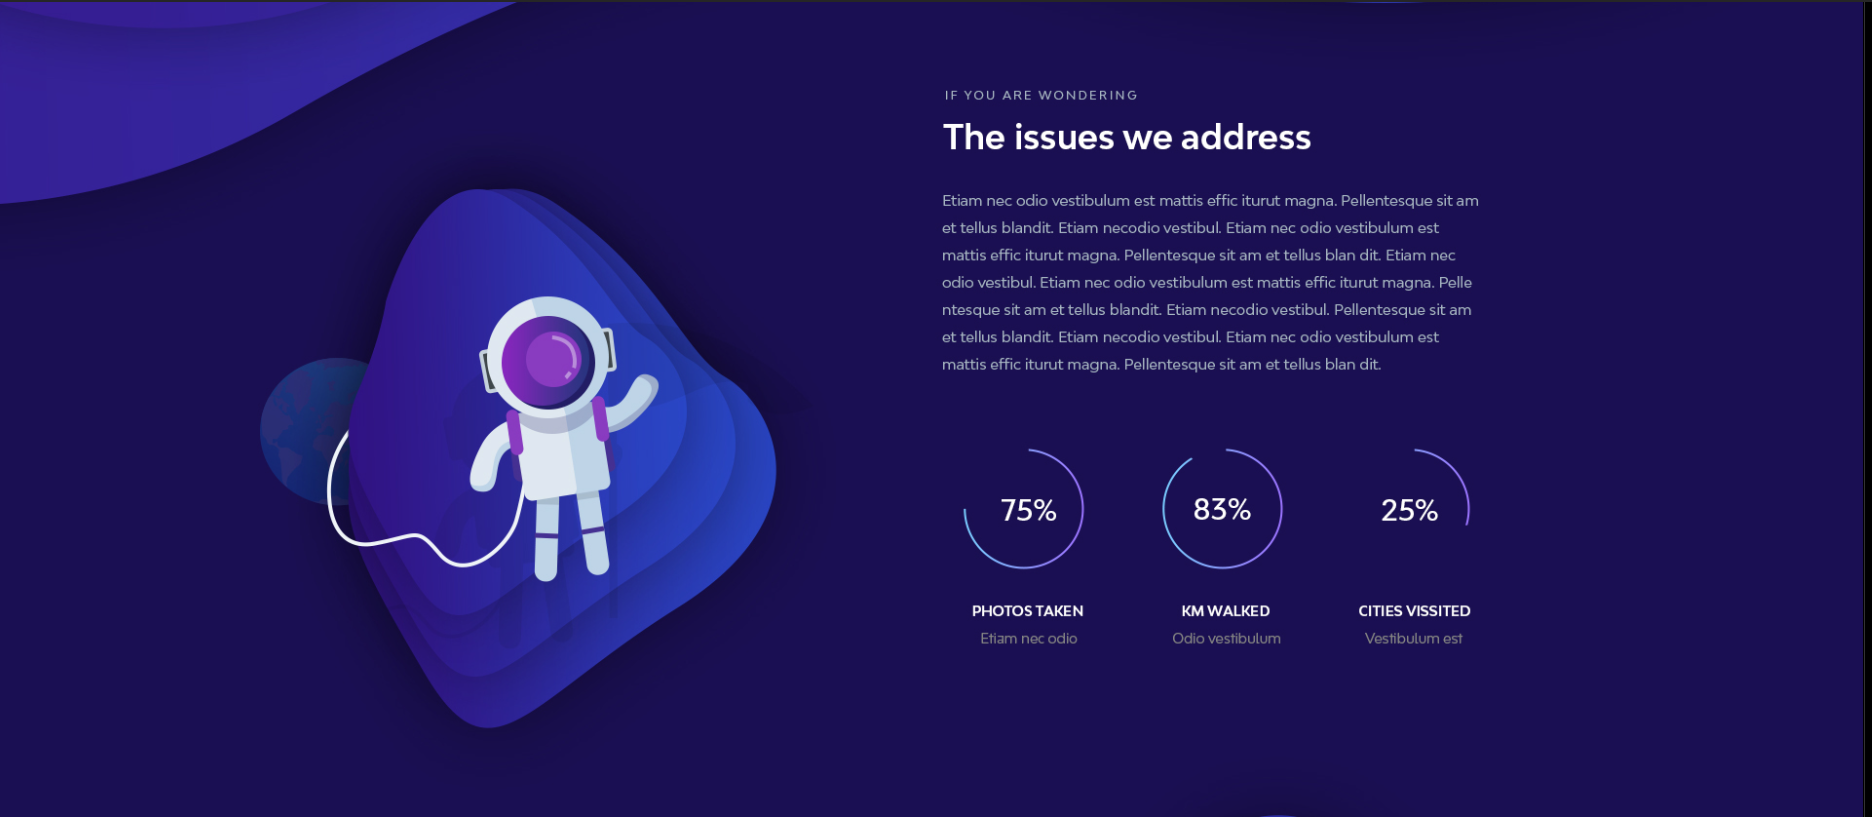 IF YOU ARE WONDERING
The issues we address
Etiam nec odio vestibulum est mattis effic iturut magna. Pellentesque sit am
et tellus blandit. Etiam necodio vestibul. Etiam nec odio vestibulum est
mattis effic iturut magna. Pellentesque sit am et tellus blan dit. Etiam nec
odio vestibul. Etiam nec odio vestibulum est mattis effic iturut magna. Pelle
ntesque sit am et tellus blandit. Etiam necodio vestibul. Pellentesque sit am
et tellus blandit. Etiam necodio vestibul. Etiam nec odio vestibulum est
mattis effic iturut magna. Pellentesque sit am et tellus blan dit.
75%
83%
25%
PHOTOS TAKEN
KM WALKED
CITIES VISSITED
Etiam nec odio
Odio vestibulum
Vestibulum est